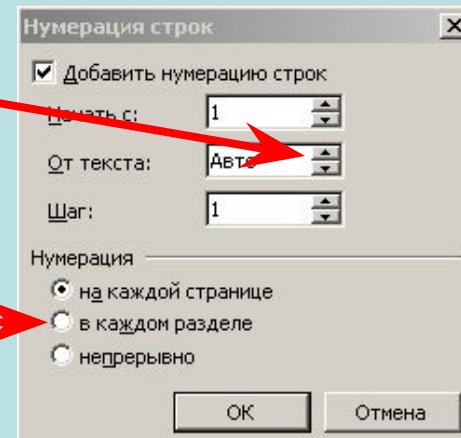 Нумерация строк
Добавить нумерацию строк
Начать с: 1
От текста: Авто
Шаг: 1
Нумерация
на каждой странице
в каждом разделе
непрерывно
ОК Отмена